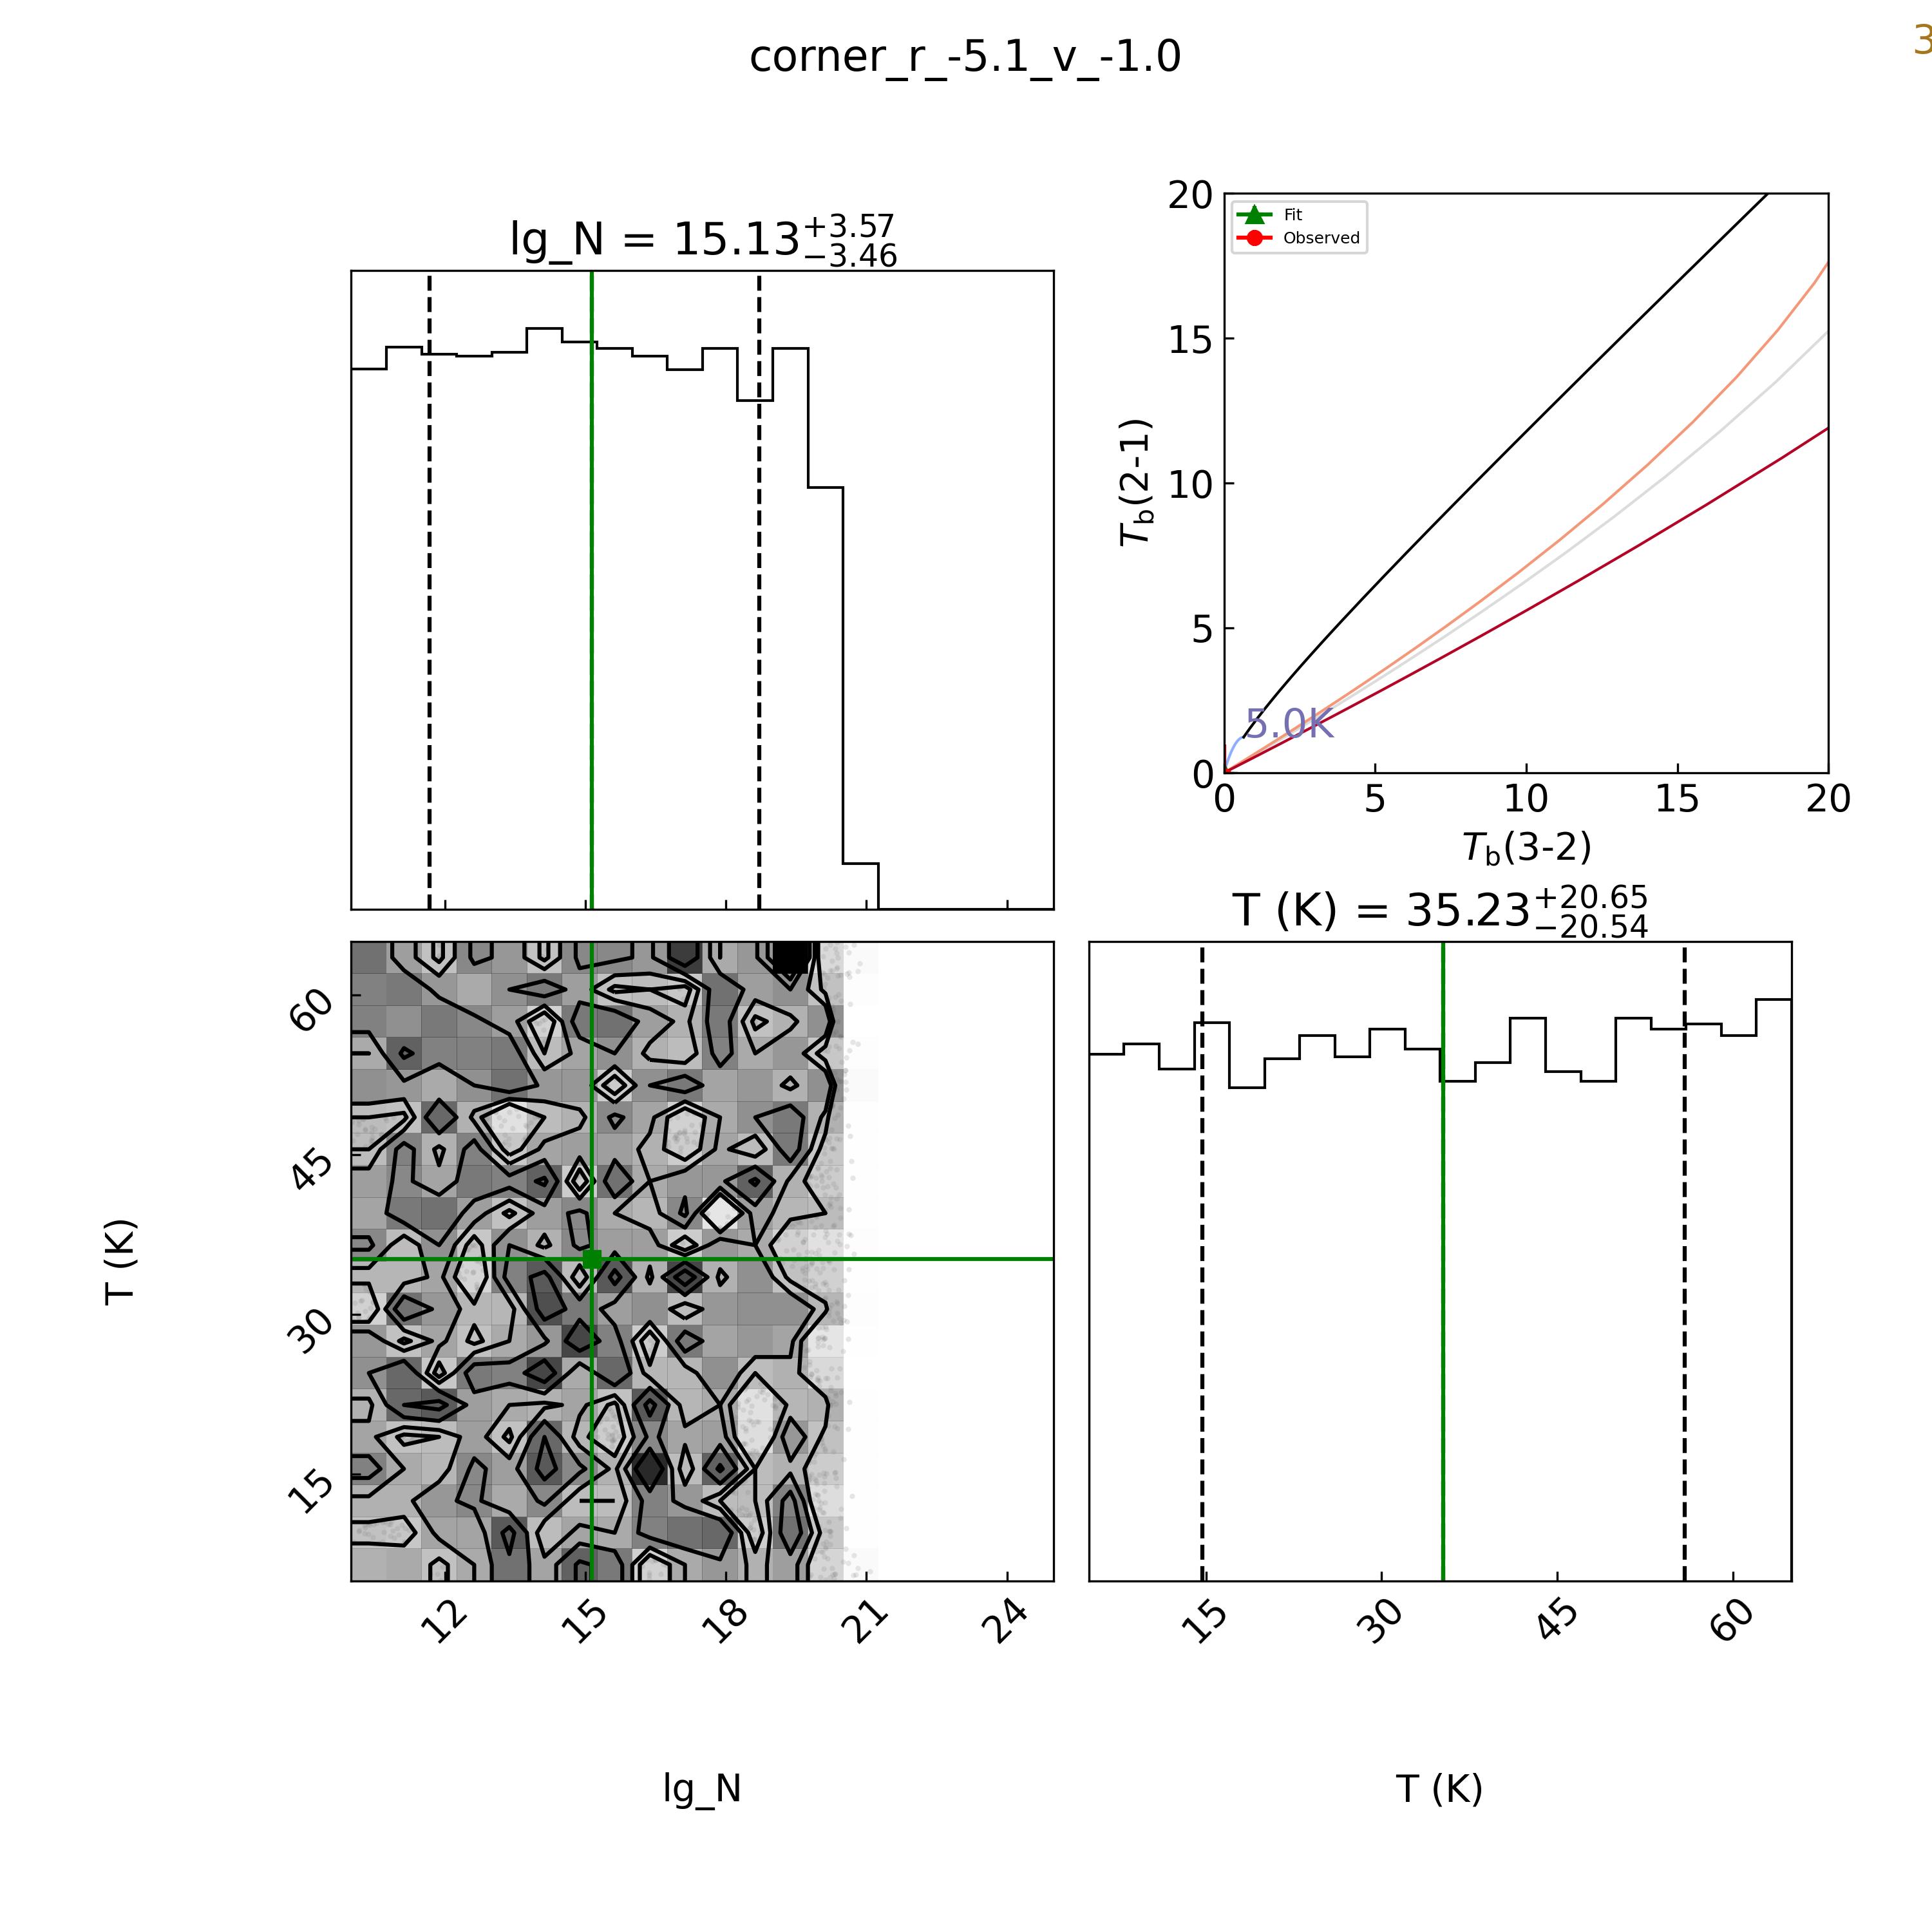 3
corner_r_-5.1_v_-1.0
lg_N = 15.13+3.57−3.46
20
15
10
5
0
Tb(2-1)
Fit
Observed
5.0K
0 5 10 15 20
Tb(3-2)
T (K) = 35.23+20.65−20.54
60
45
30
15
T (K)
12 15 18 21 24
lg_N
15 30 45 60
T (K)